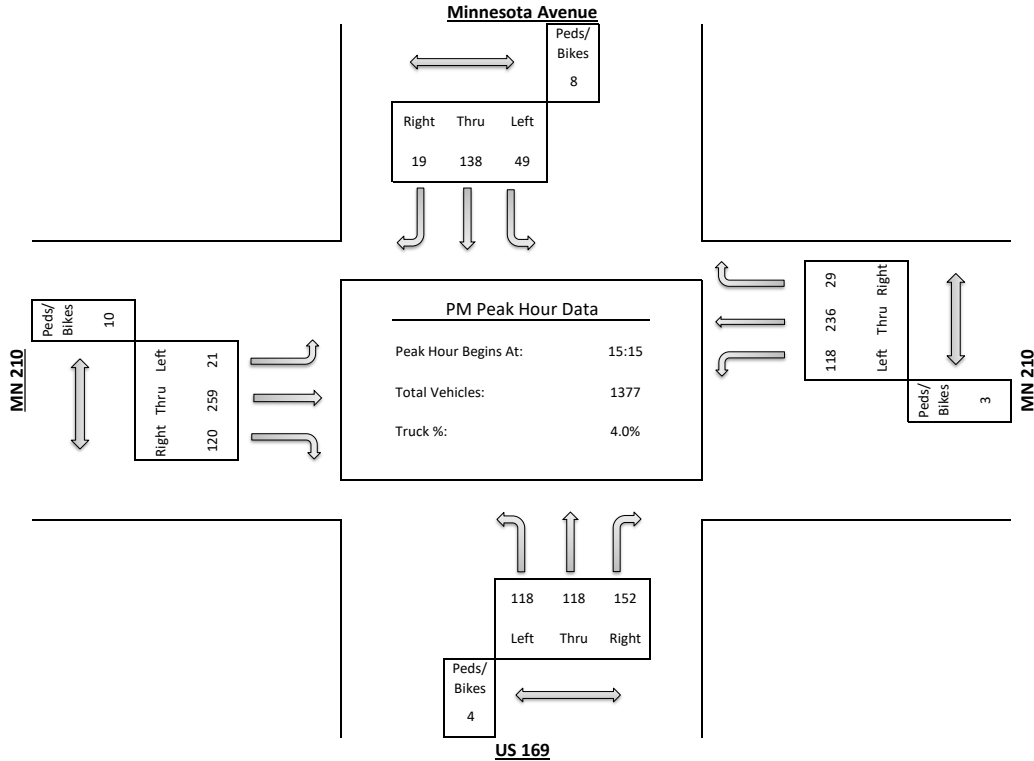 Minnesota Avenue
Peds/
Bikes
8
Right Thru Left
19 138 49
MN 210
Peds/
Bikes
10
Left 21
Thru 259
Right 120
PM Peak Hour Data
Peak Hour Begins At: 15:15
Total Vehicles: 1377
Truck %: 4.0%
29 Right
236 Thru
118 Left
Peds/
Bikes
3
MN 210
118 118 152
Left Thru Right
Peds/
Bikes
4
US 169